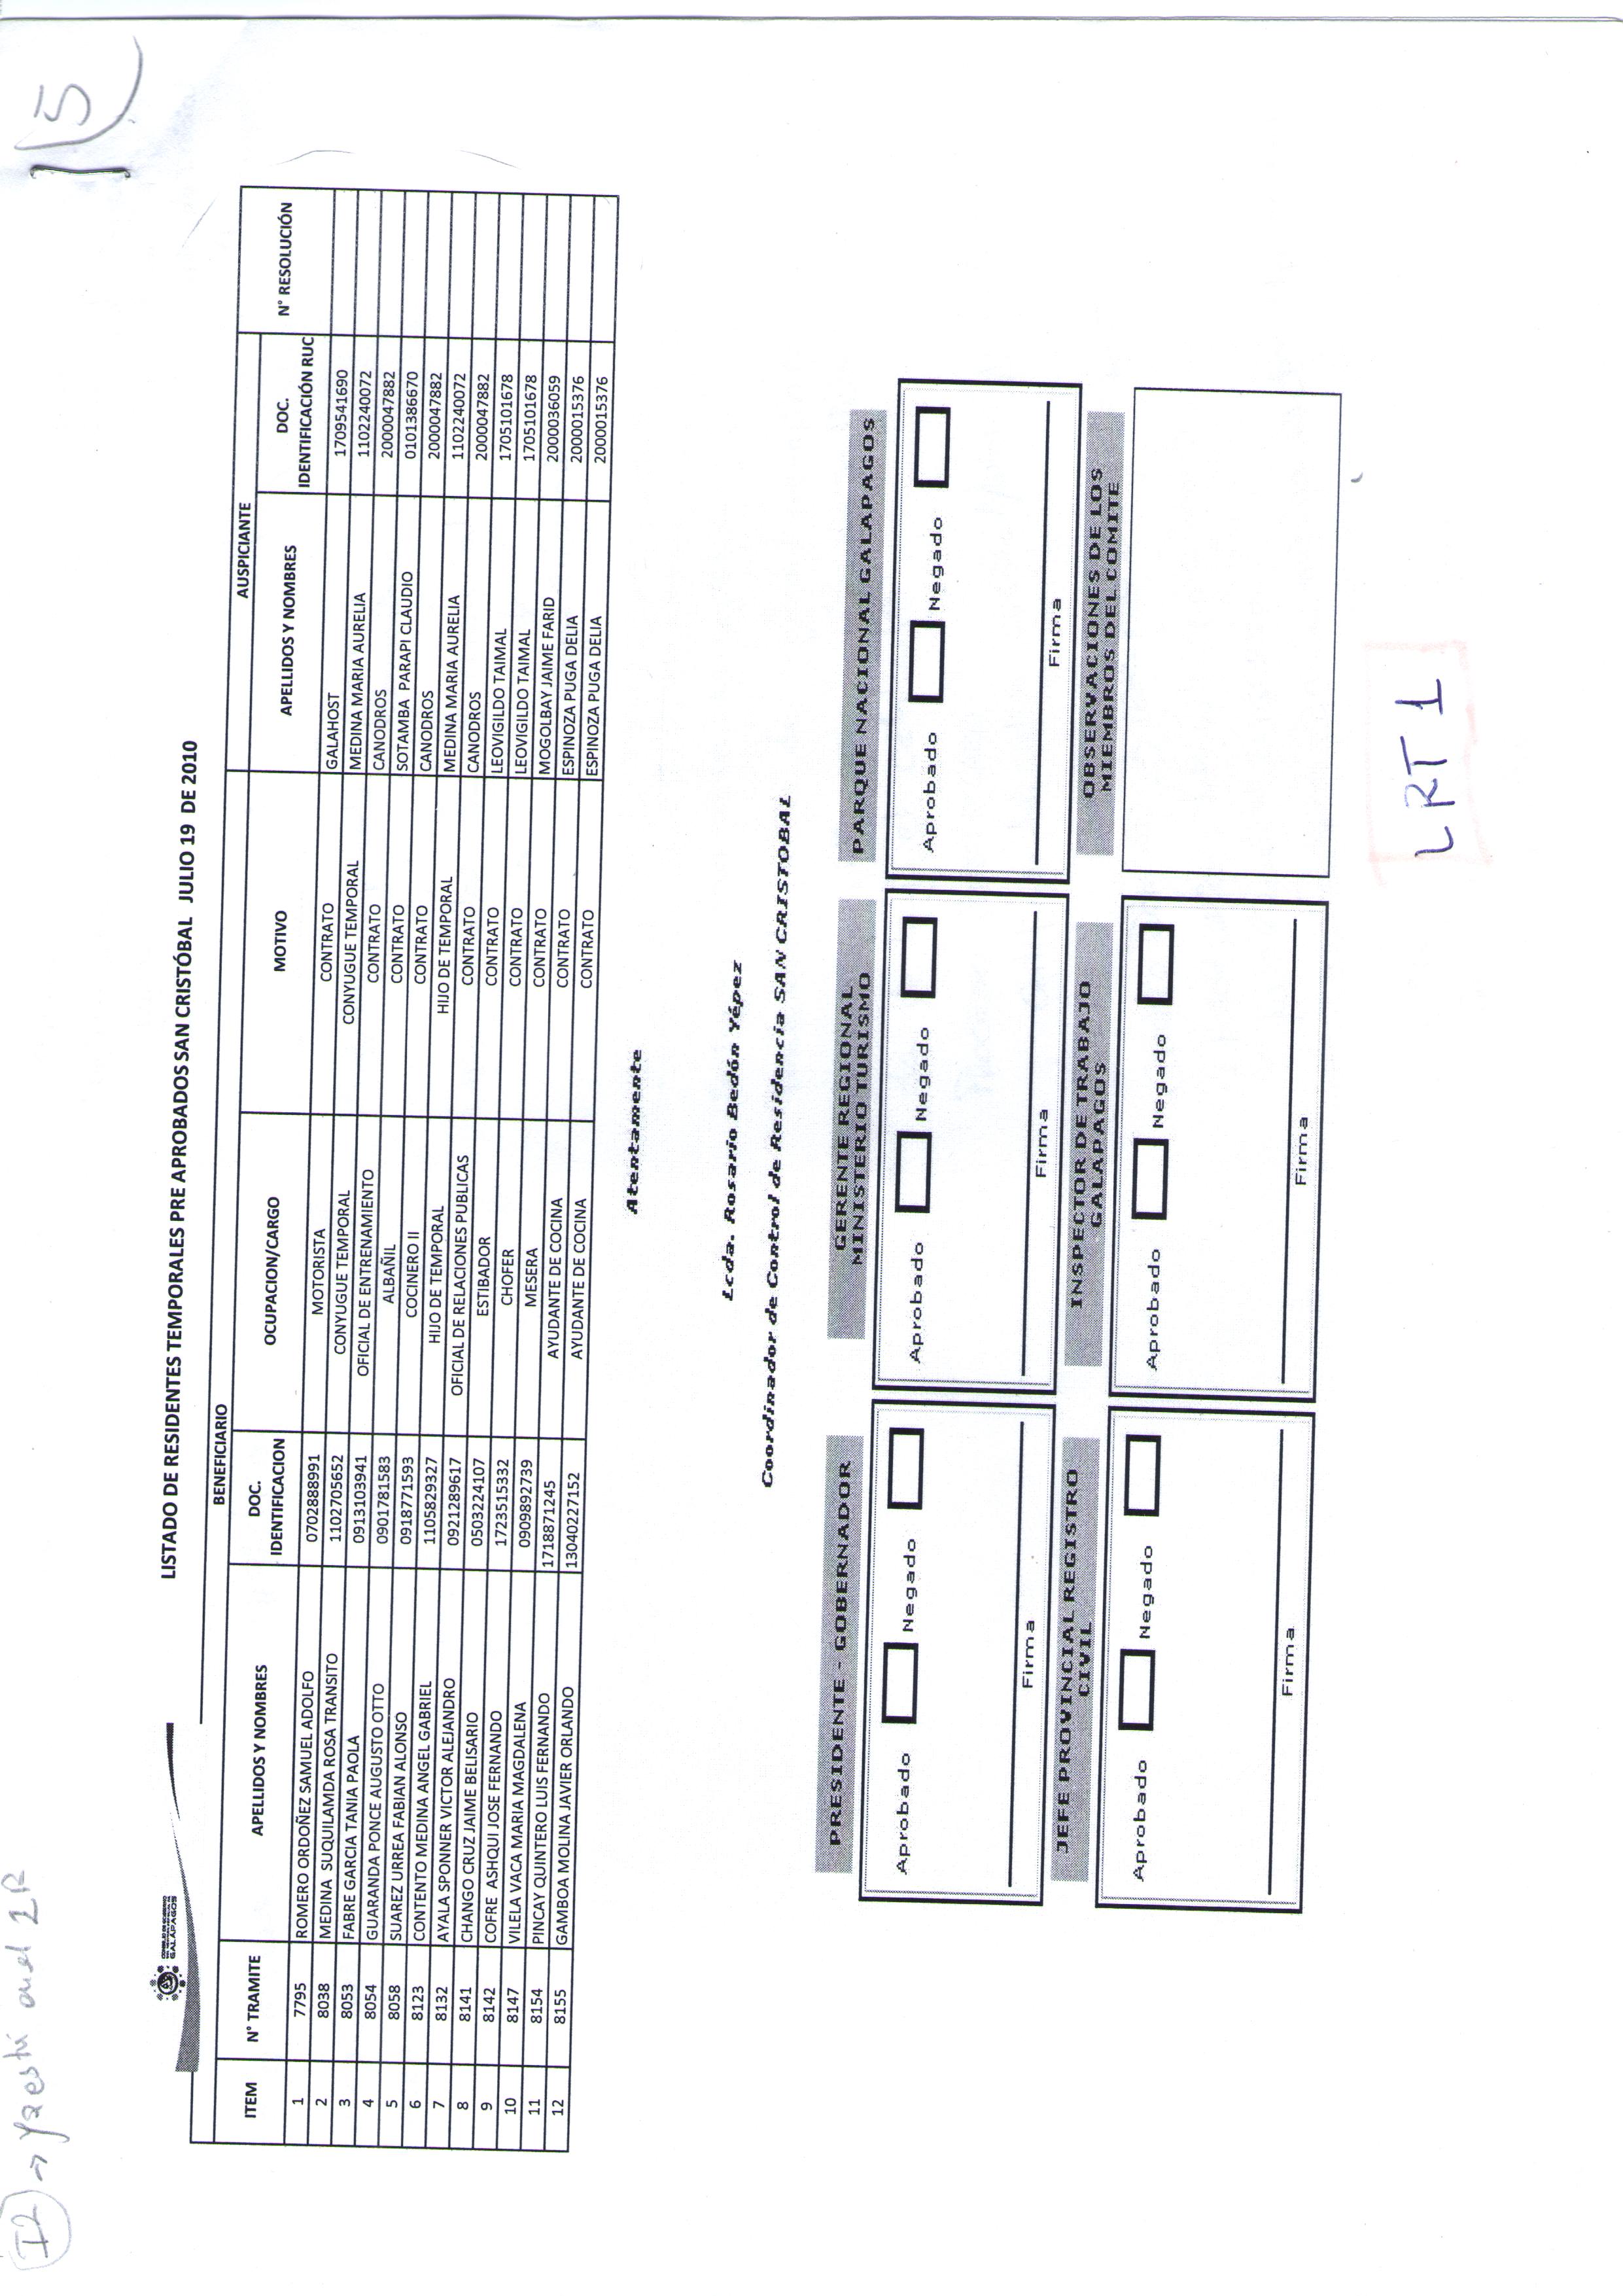 I2 → ya está en el 2R
15
CONSEJO DE GOBIERNO
GALAPAGOS
LISTADO DE RESIDENTES TEMPORALES PRE APROBADOS SAN CRISTÓBAL JULIO 19 DE 2010
BENEFICIARIO AUSPICIANTE
ITEM N° TRAMITE APELLIDOS Y NOMBRES DOC. IDENTIFICACION OCUPACION/CARGO MOTIVO APELLIDOS Y NOMBRES DOC. IDENTIFICACIÓN RUC N° RESOLUCIÓN
1 7795 ROMERO ORDOÑEZ SAMUEL ADOLFO 0702888991 MOTORISTA CONTRATO GALAHOST 1709541690
2 8038 MEDINA SUQUILAMDA ROSA TRANSITO 1102705652 CONYUGUE TEMPORAL CONYUGUE TEMPORAL MEDINA MARIA AURELIA 1102240072
3 8053 FABRE GARCIA TANIA PAOLA 0913103941 OFICIAL DE ENTRENAMIENTO CONTRATO CANODROS 2000047882
4 8054 GUARANDA PONCE AUGUSTO OTTO 0901781583 ALBAÑIL CONTRATO SOTAMBA PARAPI CLAUDIO 0101386670
5 8058 SUAREZ URREA FABIAN ALONSO 0918771593 COCINERO II CONTRATO CANODROS 2000047882
6 8123 CONTENTO MEDINA ANGEL GABRIEL 1105829327 HIJO DE TEMPORAL HIJO DE TEMPORAL MEDINA MARIA AURELIA 1102240072
7 8132 AYALA SPONNER VICTOR ALEJANDRO 0921289617 OFICIAL DE RELACIONES PUBLICAS CONTRATO CANODROS 2000047882
8 8141 CHANGO CRUZ JAIME BELISARIO 0503224107 ESTIBADOR CONTRATO LEOVIGILDO TAIMAL 1705101678
9 8142 COFRE ASHQUI JOSE FERNANDO 1723515332 CHOFER CONTRATO LEOVIGILDO TAIMAL 1705101678
10 8147 VILELA VACA MARIA MAGDALENA 0909892739 MESERA CONTRATO MOGOLBAY JAIME FARID 2000036059
11 8154 PINCAY QUINTERO LUIS FERNANDO 1718871245 AYUDANTE DE COCINA CONTRATO ESPINOZA PUGA DELIA 2000015376
12 8155 GAMBOA MOLINA JAVIER ORLANDO 13040227152 AYUDANTE DE COCINA CONTRATO ESPINOZA PUGA DELIA 2000015376
Atentamente
Lcda. Rosario Bedón Yépez
Coordinador de Control de Residencia SAN CRISTOBAL
PRESIDENTE - GOBERNADOR
Aprobado Negado
Firma
GERENTE REGIONAL
MINISTERIO TURISMO
Aprobado Negado
Firma
PARQUE NACIONAL GALAPAGOS
Aprobado Negado
Firma
JEFE PROVINCIAL REGISTRO
CIVIL
Aprobado Negado
Firma
INSPECTOR DE TRABAJO
GALAPAGOS
Aprobado Negado
Firma
OBSERVACIONES DE LOS
MIEMBROS DEL COMITE
LRT 1